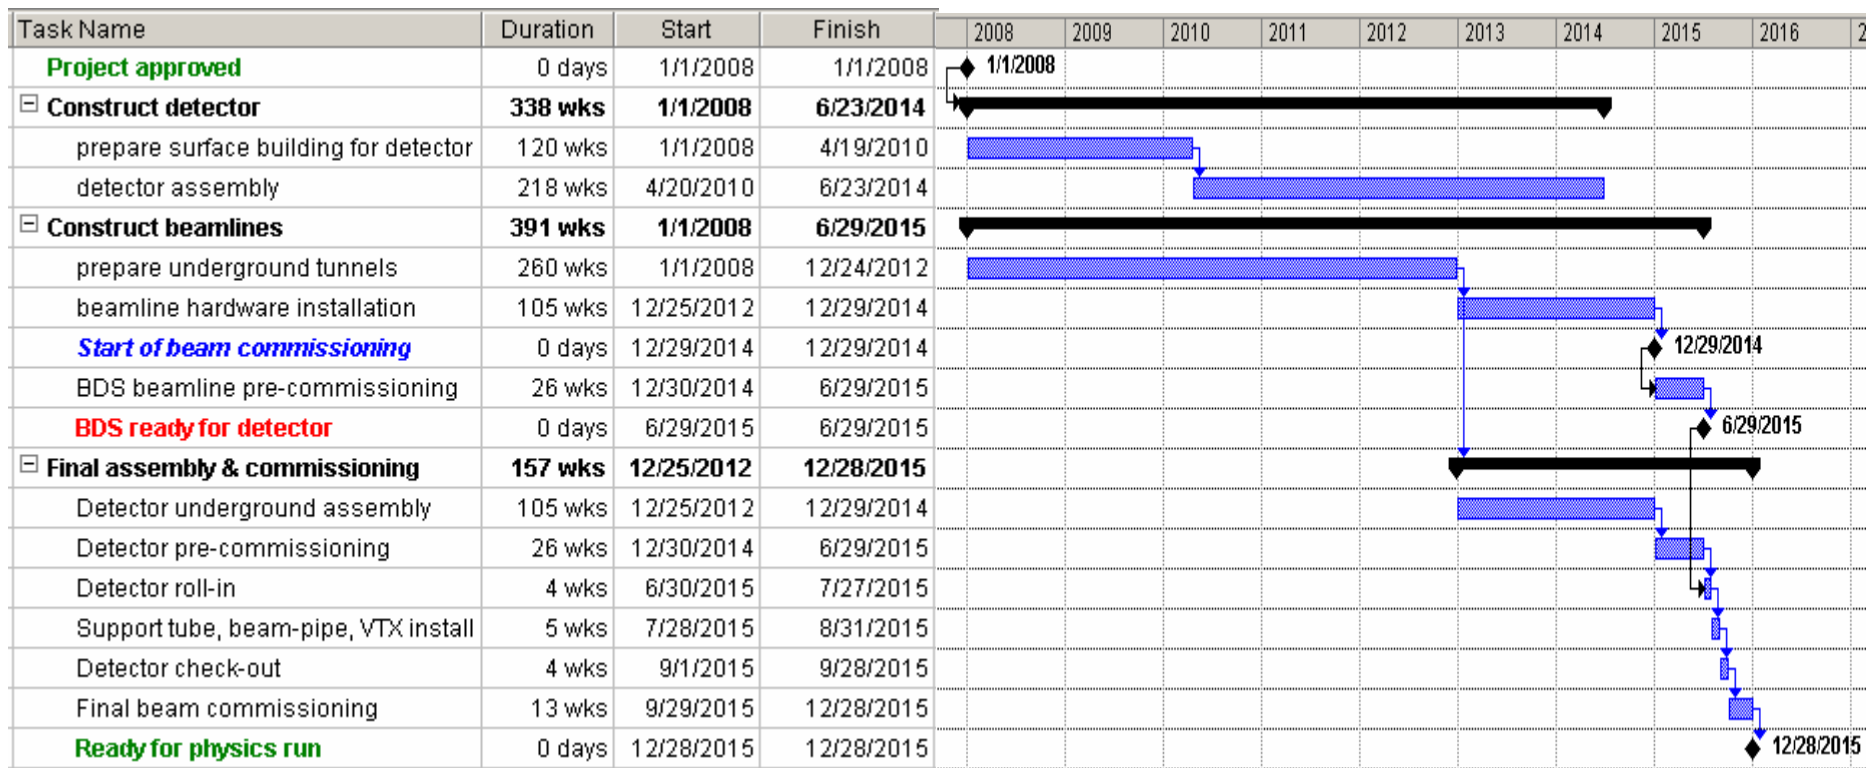 Task Name Duration Start Finish 2008 2009 2010 2011 2012 2013 2014 2015 2016 2
Project approved 0 days 1/1/2008 1/1/2008 1/1/2008
Construct detector 338 wks 1/1/2008 6/23/2014
prepare surface building for detector 120 wks 1/1/2008 4/19/2010
detector assembly 218 wks 4/20/2010 6/23/2014
Construct beamlines 391 wks 1/1/2008 6/29/2015
prepare underground tunnels 260 wks 1/1/2008 12/24/2012
beamline hardware installation 105 wks 12/25/2012 12/29/2014
Start of beam commissioning 0 days 12/29/2014 12/29/2014 12/29/2014
BDS beamline pre-commissioning 26 wks 12/30/2014 6/29/2015
BDS ready for detector 0 days 6/29/2015 6/29/2015 6/29/2015
Final assembly & commissioning 157 wks 12/25/2012 12/28/2015
Detector underground assembly 105 wks 12/25/2012 12/29/2014
Detector pre-commissioning 26 wks 12/30/2014 6/29/2015
Detector roll-in 4 wks 6/30/2015 7/27/2015
Support tube, beam-pipe, VTX install 5 wks 7/28/2015 8/31/2015
Detector check-out 4 wks 9/1/2015 9/28/2015
Final beam commissioning 13 wks 9/29/2015 12/28/2015
Ready for physics run 0 days 12/28/2015 12/28/2015 12/28/2015